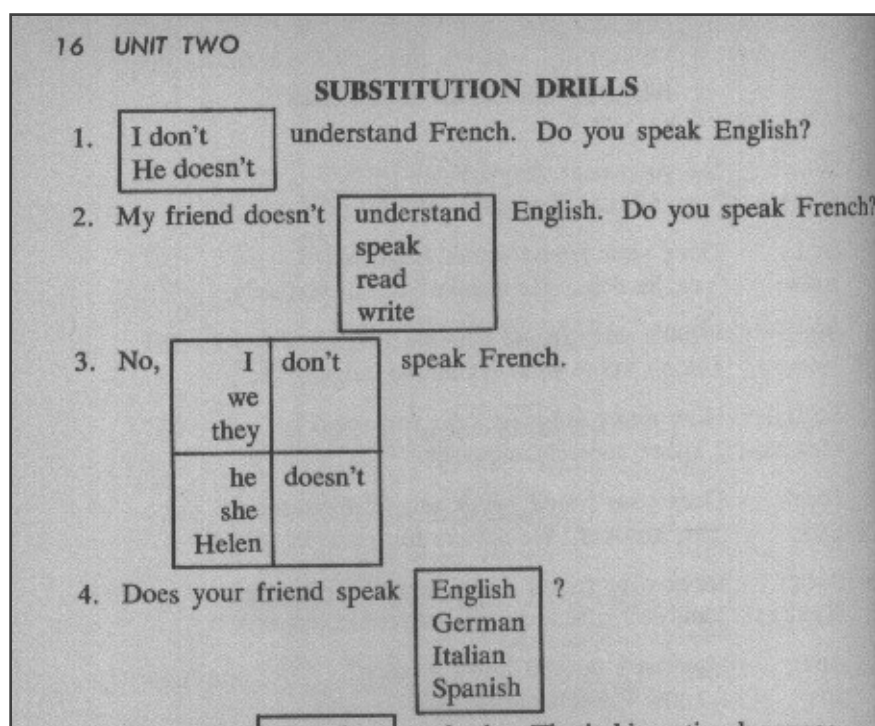 16 UNIT TWO
SUBSTITUTION DRILLS
1. I don't understand French. Do you speak English?
He doesn't
2. My friend doesn't understand English. Do you speak French?
speak
read
write
3. No, I don't speak French.
we
they
he doesn't
she
Helen
4. Does your friend speak English ?
German
Italian
Spanish